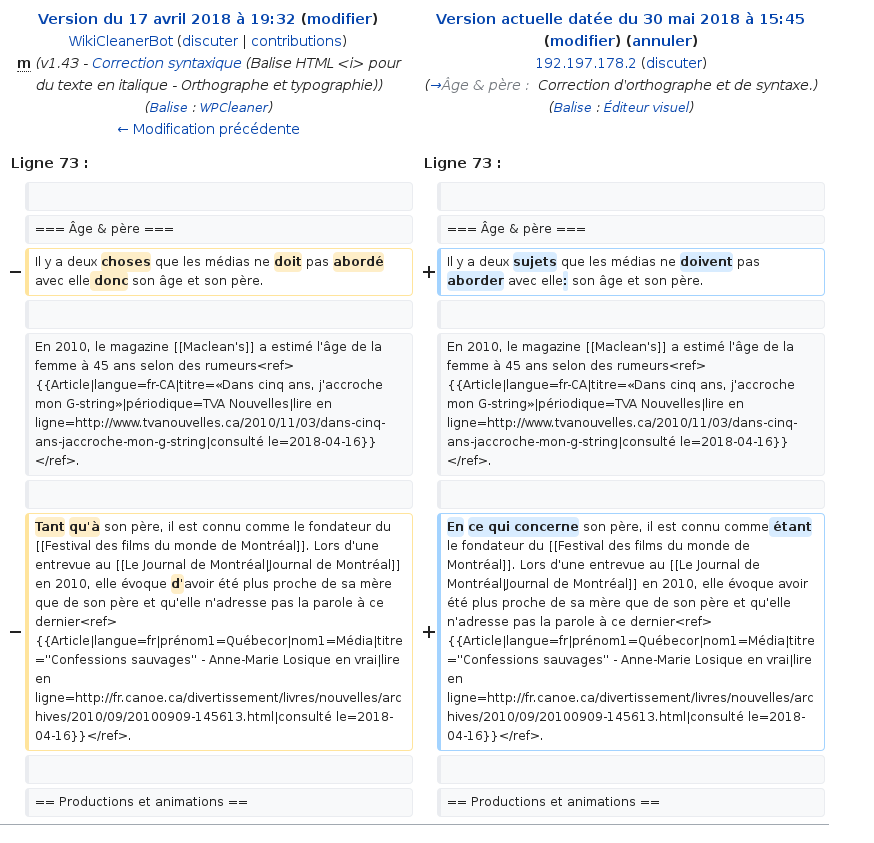 Version du 17 avril 2018 à 19:32 (modifier)
WikiCleanerBot (discuter | contributions)
m (v1.43 - Correction syntaxique (Balise HTML <i> pour
du texte en italique - Orthographe et typographie))
(Balise : WPCleaner)
← Modification précédente
Version actuelle datée du 30 mai 2018 à 15:45
(modifier) (annuler)
192.197.178.2 (discuter)
(→Âge & père :  Correction d'orthographe et de syntaxe.)
(Balise : Éditeur visuel)
Ligne 73 :
Ligne 73 :
=== Âge & père ===
=== Âge & père ===
−
Il y a deux choses que les médias ne doit pas abordé
avec elle donc son âge et son père.
+
Il y a deux sujets que les médias ne doivent pas
aborder avec elle: son âge et son père.
En 2010, le magazine [[Maclean's]] a estimé l'âge de la
femme à 45 ans selon des rumeurs<ref>
{{Article|langue=fr-CA|titre=«Dans cinq ans, j'accroche
mon G-string»|périodique=TVA Nouvelles|lire en
ligne=http://www.tvanouvelles.ca/2010/11/03/dans-cinq-
ans-jaccroche-mon-g-string|consulté le=2018-04-16}}
</ref>.
En 2010, le magazine [[Maclean's]] a estimé l'âge de la
femme à 45 ans selon des rumeurs<ref>
{{Article|langue=fr-CA|titre=«Dans cinq ans, j'accroche
mon G-string»|périodique=TVA Nouvelles|lire en
ligne=http://www.tvanouvelles.ca/2010/11/03/dans-cinq-
ans-jaccroche-mon-g-string|consulté le=2018-04-16}}
</ref>.
−
Tant qu'à son père, il est connu comme le fondateur du
[[Festival des films du monde de Montréal]]. Lors d'une
entrevue au [[Le Journal de Montréal|Journal de Montréal]]
en 2010, elle évoque d'avoir été plus proche de sa mère
que de son père et qu'elle n'adresse pas la parole à ce
dernier<ref>
{{Article|langue=fr|prénom1=Québecor|nom1=Média|titre
="Confessions sauvages" - Anne-Marie Losique en vrai|lire
en
ligne=http://fr.canoe.ca/divertissement/livres/nouvelles/arc
hives/2010/09/20100909-145613.html|consulté le=2018-
04-16}}</ref>.
+
En ce qui concerne son père, il est connu comme étant
le fondateur du [[Festival des films du monde de
Montréal]]. Lors d'une entrevue au [[Le Journal de
Montréal|Journal de Montréal]] en 2010, elle évoque avoir
été plus proche de sa mère que de son père et qu'elle
n'adresse pas la parole à ce dernier<ref>
{{Article|langue=fr|prénom1=Québecor|nom1=Média|titre
="Confessions sauvages" - Anne-Marie Losique en vrai|lire
en
ligne=http://fr.canoe.ca/divertissement/livres/nouvelles/arc
hives/2010/09/20100909-145613.html|consulté le=2018-
04-16}}</ref>.
== Productions et animations ==
== Productions et animations ==